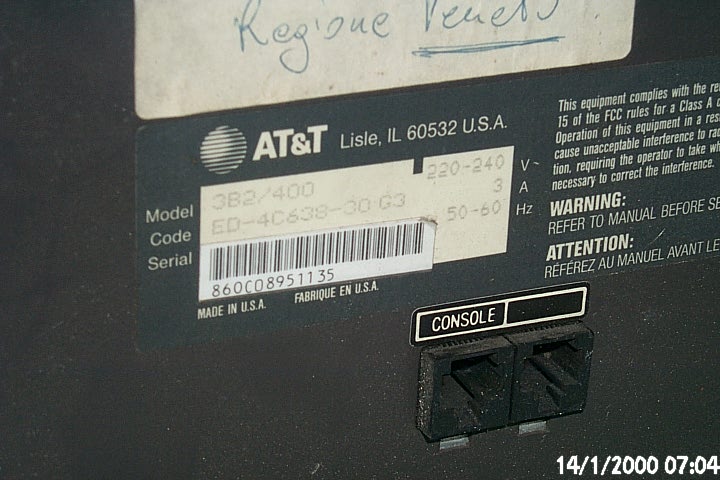 Regione Veneto
AT&T Lisle, IL 60532 U.S.A.
Model 3B2/400 220-240 V~
Code ED-4C638-30 G3 3 A
50-60 Hz
Serial
860C08951135
MADE IN U.S.A. FABRIQUE EN U.S.A.
This equipment complies with the
15 of the FCC rules for a Class A
Operation of this equipment in a
cause unacceptable interference to
tion, requiring the operator to take
necessary to correct the interference.
WARNING:
REFER TO MANUAL BEFORE
ATTENTION:
RÉFÉREZ AU MANUEL AVANT
CONSOLE
14/1/2000 07:04